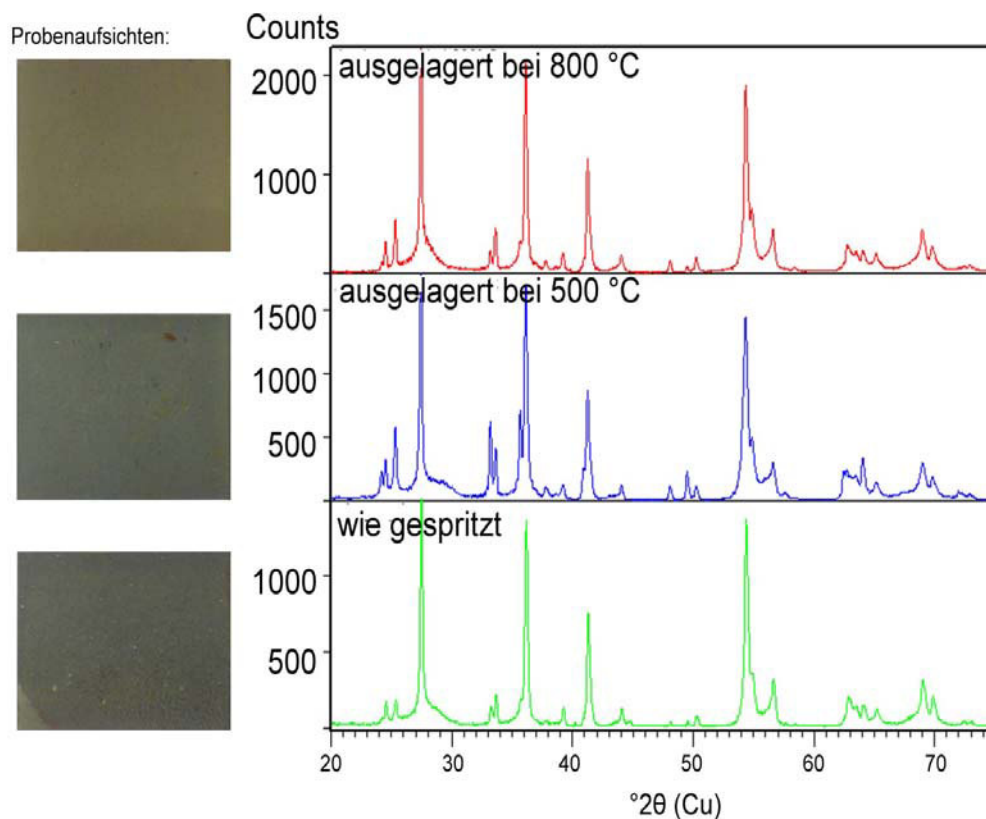 Probenaufsichten:
Counts
ausgelagert bei 800 °C
2000
1000
ausgelagert bei 500 °C
1500
1000
500
wie gespritzt
1000
500
20 30 40 50 60 70
°2θ (Cu)